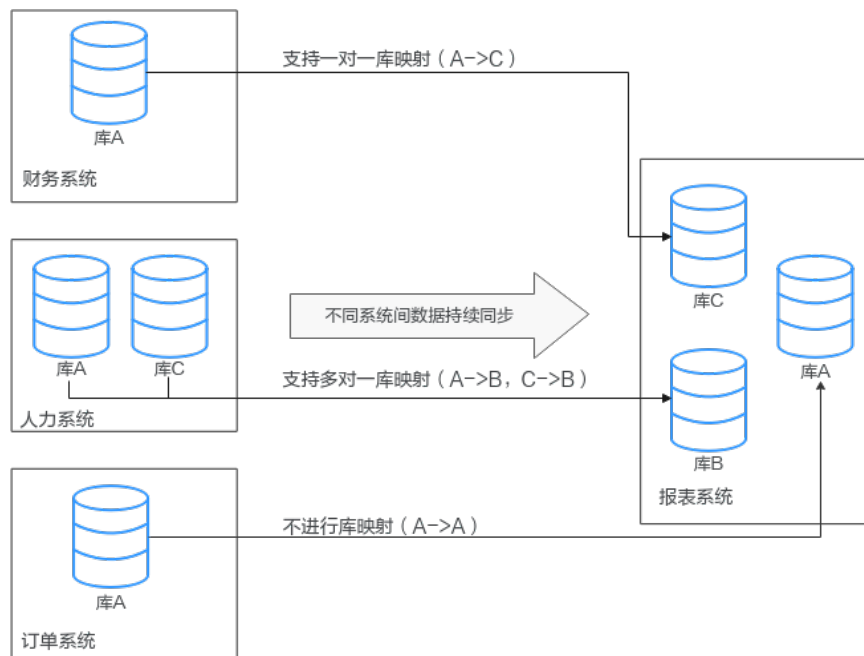 支持一对一库映射（A->C）
库A
财务系统
库A
库C
人力系统
不同系统间数据持续同步
支持多对一库映射（A->B，C->B）
库C
库A
库B
报表系统
不进行库映射（A->A）
库A
订单系统